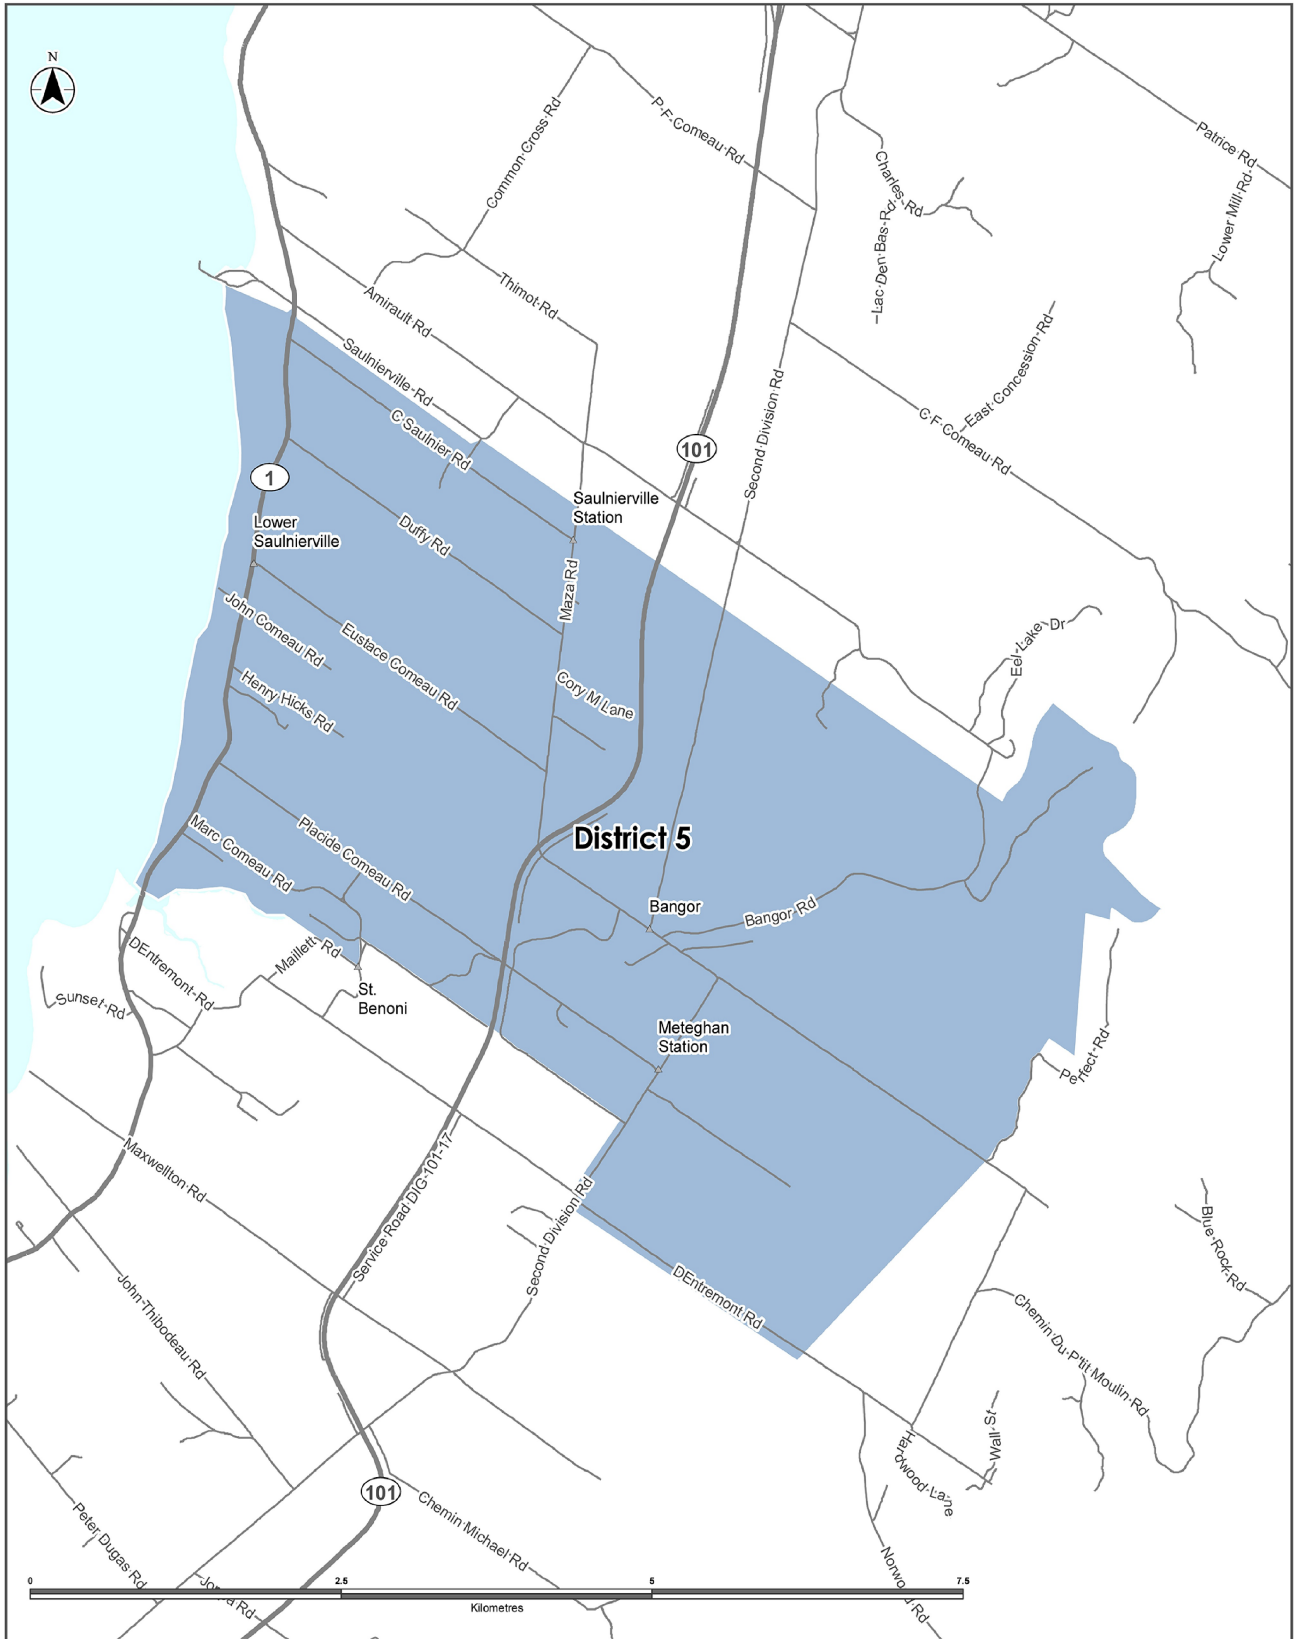 N
Common Cross Rd
P F Comeau Rd
Patrice Rd
Charles Rd
Lac Den Bas Rd
Lower Mill Rd
Thimot Rd
Amirault Rd
East Concession Rd
Saulnierville Rd
C Saulnier Rd
C F Comeau Rd
Second Division Rd
101
1
Saulnierville
Station
Lower
Saulnierville
Duffy Rd
Maza Rd
John Comeau Rd
Eustace Comeau Rd
Eel Lake Dr
Henry Hicks Rd
Cory M Lane
Marc Comeau Rd
Placide Comeau Rd
District 5
Bangor
Bangor Rd
DEntremont Rd
Maillett Rd
Sunset Rd
St.
Benoni
Meteghan
Station
Perfect Rd
Maxwellton Rd
Service Road DIG-101-17
Second Division Rd
Blue Rock Rd
DEntremont Rd
John Thibodeau Rd
Chemin Du P'tit Moulin Rd
Wall St
Hardwood Lane
101
Chemin Michael Rd
Peter Dugas Rd
0
2.5
5
7.5
Kilometres